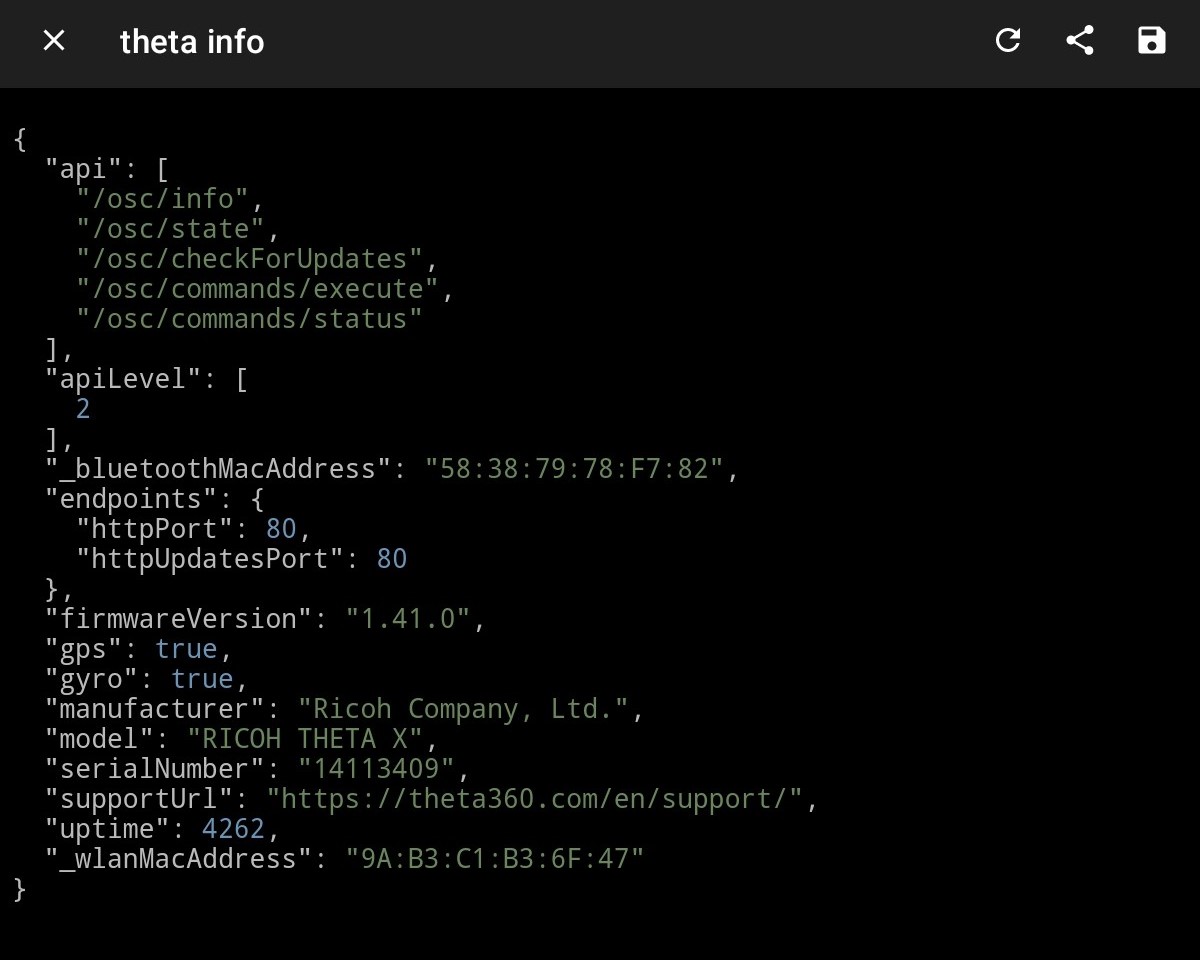 theta info
{
  "api": [
    "/osc/info",
    "/osc/state",
    "/osc/checkForUpdates",
    "/osc/commands/execute",
    "/osc/commands/status"
  ],
  "apiLevel": [
    2
  ],
  "_bluetoothMacAddress": "58:38:79:78:F7:82",
  "endpoints": {
    "httpPort": 80,
    "httpUpdatesPort": 80
  },
  "firmwareVersion": "1.41.0",
  "gps": true,
  "gyro": true,
  "manufacturer": "Ricoh Company, Ltd.",
  "model": "RICOH THETA X",
  "serialNumber": "14113409",
  "supportUrl": "https://theta360.com/en/support/",
  "uptime": 4262,
  "_wlanMacAddress": "9A:B3:C1:B3:6F:47"
}